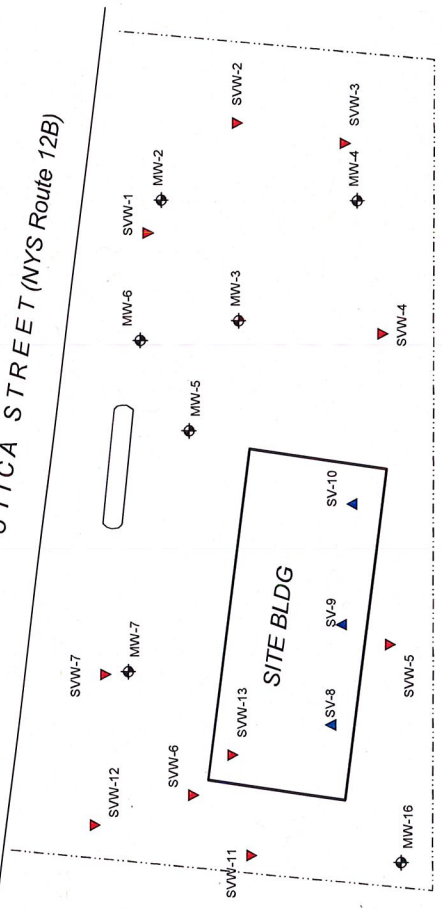 UTICA STREET (NYS Route 12B)
SVW-12
SVW-7
MW-7
SVW-6
SVW-11
SVW-13
MW-16
SITE BLDG
SV-8
SV-9
SV-10
SVW-5
MW-5
MW-6
SVW-1
MW-2
MW-3
SVW-2
SVW-3
MW-4
SVW-4